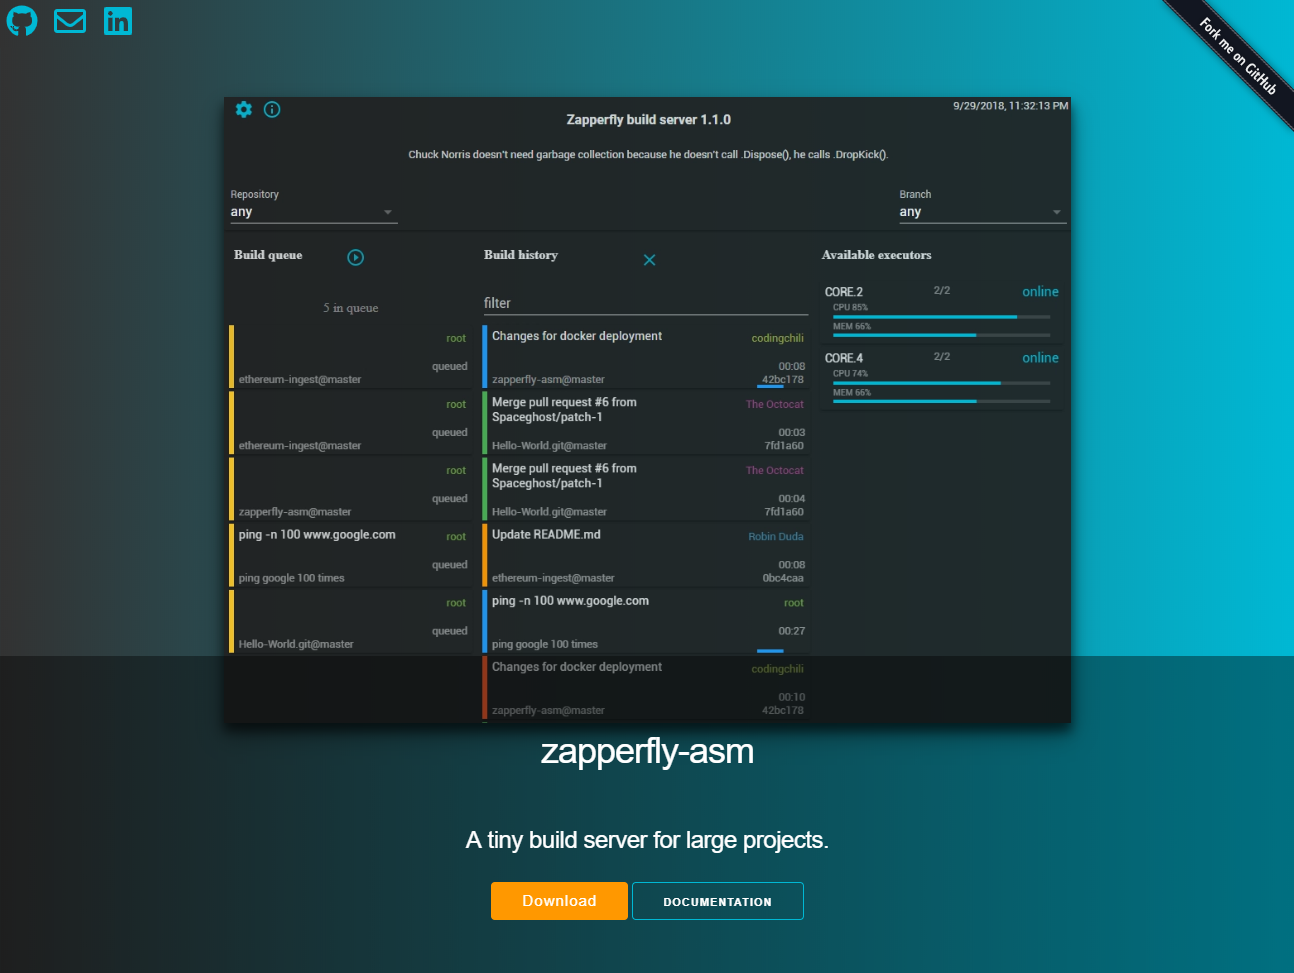 Fork me on GitHub
9/29/2018, 11:32:13 PM
Zapperfly build server 1.1.0
Chuck Norris doesn't need garbage collection because he doesn't call .Dispose(), he calls .DropKick().
Repository
any
Branch
any
Build queue
5 in queue
root
queued
ethereum-ingest@master
root
queued
ethereum-ingest@master
root
queued
zapperfly-asm@master
ping -n 100 www.google.com
root
queued
ping google 100 times
root
queued
Hello-World.git@master
Build history
filter
Changes for docker deployment
codingchili
00:08
zapperfly-asm@master
42bc178
Merge pull request #6 from
Spaceghost/patch-1
The Octocat
00:03
Hello-World.git@master
7fd1a60
Merge pull request #6 from
Spaceghost/patch-1
The Octocat
00:04
Hello-World.git@master
7fd1a60
Update README.md
Robin Duda
00:08
ethereum-ingest@master
0bc4caa
ping -n 100 www.google.com
root
00:27
ping google 100 times
Changes for docker deployment
codingchili
00:10
zapperfly-asm@master
42bc178
Available executors
CORE.2
2/2
online
CPU 85%
MEM 66%
CORE.4
2/2
online
CPU 74%
MEM 66%
zapperfly-asm
A tiny build server for large projects.
Download
DOCUMENTATION